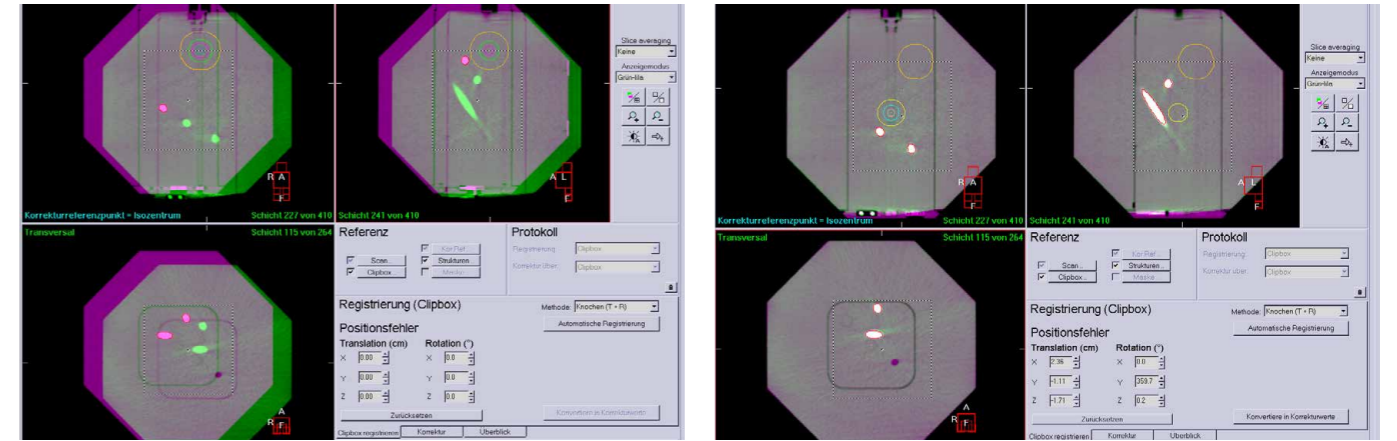 Slice averaging
Keine
Anzeigemodus
Grün-lila
R A
F
A L
F
Korrekturreferenzpunkt = Isozentrum
Schicht 227 von 410
Schicht 241 von 410
Transversal
Schicht 115 von 264
A
R F
Referenz
Kor Ref...
Scan...
Strukturen...
Clipbox...
Maske...
Protokoll
Registrierung: Clipbox
Korrektur über: Clipbox
Registrierung (Clipbox)
Methode: Knochen (T + R)
Automatische Registrierung
Positionsfehler
Translation (cm) Rotation (°)
X 0.00 X 0.0
Y 0.00 Y 0.0
Z 0.00 Z 0.0
Zurücksetzen
Konvertiere in Korrekturwerte
Clipbox registrieren Korrektur Überblick
Slice averaging
Keine
Anzeigemodus
Grün-lila
R A
F
A L
F
Korrekturreferenzpunkt = Isozentrum
Schicht 227 von 410
Schicht 241 von 410
Transversal
Schicht 115 von 264
A
R F
Referenz
Kor Ref...
Scan...
Strukturen...
Clipbox...
Maske
Protokoll
Registrierung: Clipbox
Korrektur über: Clipbox
Registrierung (Clipbox)
Methode: Knochen (T + R)
Automatische Registrierung
Positionsfehler
Translation (cm) Rotation (°)
X 2.36 X 0.0
Y -1.11 Y 359.7
Z -1.71 Z 0.2
Zurücksetzen
Konvertiere in Korrekturwerte
Clipbox registrieren Korrektur Überblick